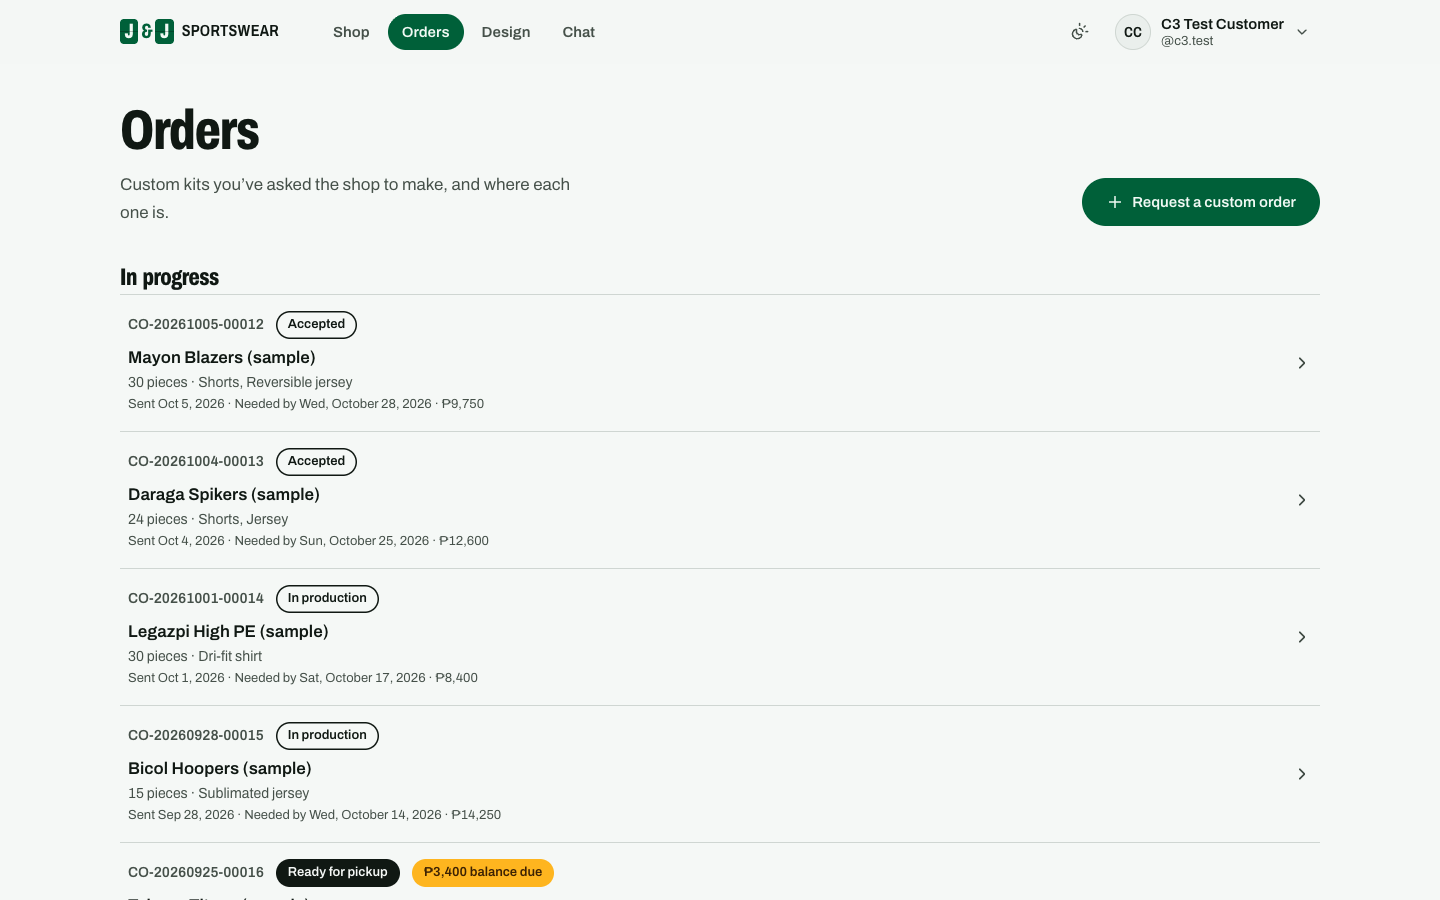 J & J SPORTSWEAR
Shop
Orders
Design
Chat
CC
C3 Test Customer
@c3.test
Orders
Custom kits you’ve asked the shop to make, and where each
one is.
Request a custom order
In progress
CO-20261005-00012 Accepted
Mayon Blazers (sample)
30 pieces · Shorts, Reversible jersey
Sent Oct 5, 2026 · Needed by Wed, October 28, 2026 · ₱9,750
CO-20261004-00013 Accepted
Daraga Spikers (sample)
24 pieces · Shorts, Jersey
Sent Oct 4, 2026 · Needed by Sun, October 25, 2026 · ₱12,600
CO-20261001-00014 In production
Legazpi High PE (sample)
30 pieces · Dri-fit shirt
Sent Oct 1, 2026 · Needed by Sat, October 17, 2026 · ₱8,400
CO-20260928-00015 In production
Bicol Hoopers (sample)
15 pieces · Sublimated jersey
Sent Sep 28, 2026 · Needed by Wed, October 14, 2026 · ₱14,250
CO-20260925-00016 Ready for pickup ₱3,400 balance due